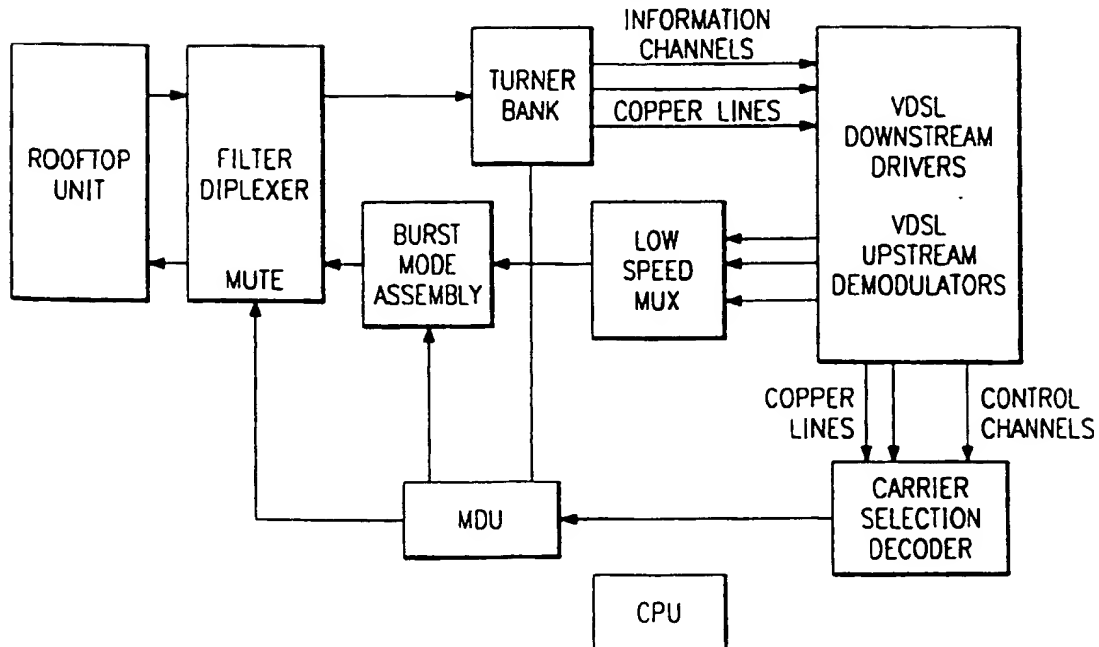 INFORMATION
CHANNELS
TURNER
BANK
COPPER LINES
VDSL
DOWNSTREAM
DRIVERS
ROOFTOP
UNIT
FILTER
DIPLEXER
MUTE
BURST
MODE
ASSEMBLY
LOW
SPEED
MUX
VDSL
UPSTREAM
DEMODULATORS
COPPER
LINES
CONTROL
CHANNELS
MDU
CARRIER
SELECTION
DECODER
CPU